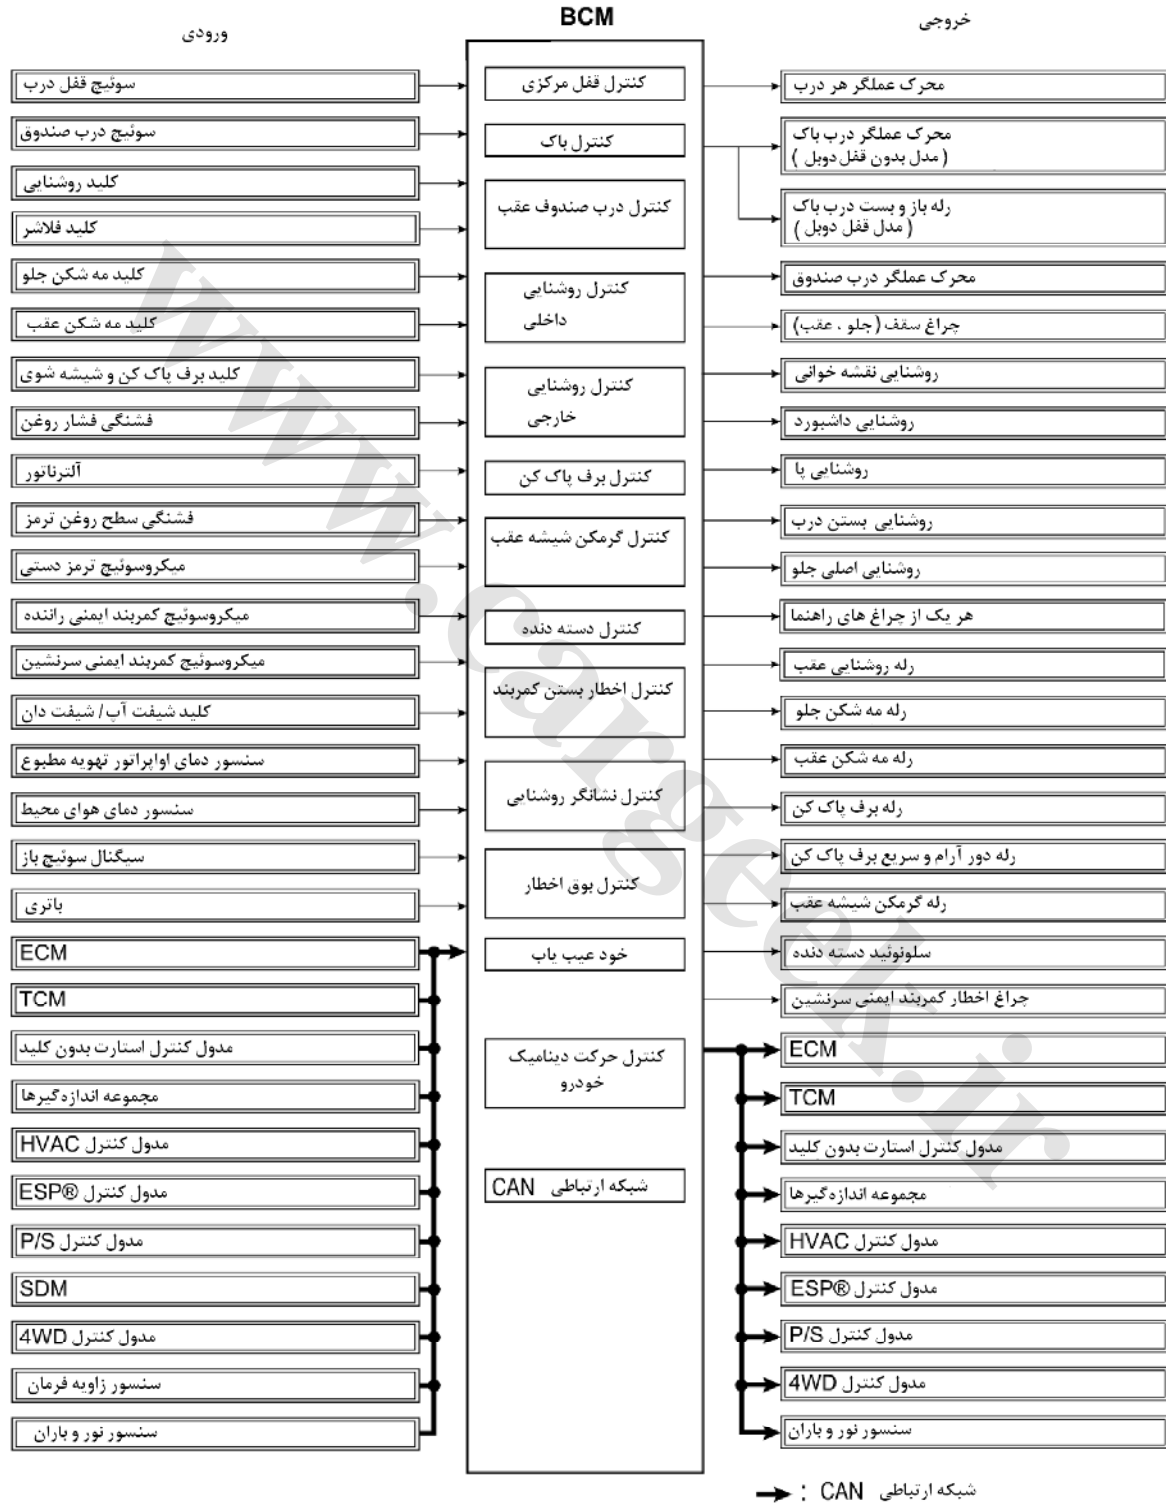 BCM
ورودی
خروجی
سوئیچ قفل درب
سوئیچ درب صندوق
کلید روشنایی
کلید فلاشر
کلید مه شکن جلو
کلید مه شکن عقب
کلید برف پاک کن و شیشه شوی
فشنگی فشار روغن
آلترناتور
فشنگی سطح روغن ترمز
میکروسوئیچ ترمز دستی
میکروسوئیچ کمربند ایمنی راننده
میکروسوئیچ کمربند ایمنی سرنشین
کلید شیفت آپ / شیفت دان
سنسور دمای اواپراتور تهویه مطبوع
سنسور دمای هوای محیط
سیگنال سوئیچ باز
باتری
ECM
TCM
مدول کنترل استارت بدون کلید
مجموعه اندازه گیرها
مدول کنترل HVAC
مدول کنترل ESP®
مدول کنترل P/S
SDM
مدول کنترل 4WD
سنسور زاویه فرمان
سنسور نور و باران
کنترل قفل مرکزی
کنترل باک
کنترل درب صندوف عقب
کنترل روشنایی
داخلی
کنترل روشنایی
خارجی
کنترل برف پاک کن
کنترل گرمکن شیشه عقب
کنترل دسته دنده
کنترل اخطار بستن کمربند
کنترل نشانگر روشنایی
کنترل بوق اخطار
خود عیب یاب
کنترل حرکت دینامیک
خودرو
شبکه ارتباطی CAN
محرک عملگر هر درب
محرک عملگر درب باک
( مدل بدون قفل دوبل )
رله باز و بست درب باک
( مدل قفل دوبل )
محرک عملگر درب صندوق
چراغ سقف (جلو ، عقب)
روشنایی نقشه خوانی
روشنایی داشبورد
روشنایی پا
روشنایی بستن درب
روشنایی اصلی جلو
هر یک از چراغ های راهنما
رله روشنایی عقب
رله مه شکن جلو
رله مه شکن عقب
رله برف پاک کن
رله دور آرام و سریع برف پاک کن
رله گرمکن شیشه عقب
سلونوئید دسته دنده
چراغ اخطار کمربند ایمنی سرنشین
ECM
TCM
مدول کنترل استارت بدون کلید
مجموعه اندازه گیرها
مدول کنترل HVAC
مدول کنترل ESP®
مدول کنترل P/S
مدول کنترل 4WD
سنسور نور و باران
شبکه ارتباطی CAN :
www.cargeek.ir